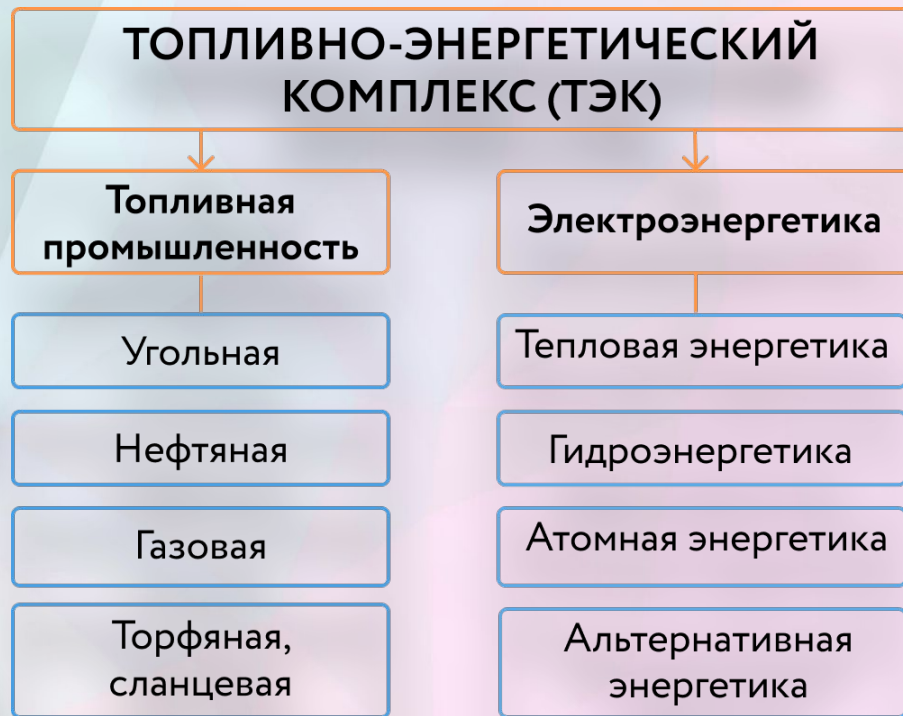 ТОПЛИВНО-ЭНЕРГЕТИЧЕСКИЙ
КОМПЛЕКС (ТЭК)
Топливная
промышленность
Угольная
Нефтяная
Газовая
Торфяная,
сланцевая
Электроэнергетика
Тепловая энергетика
Гидроэнергетика
Атомная энергетика
Альтернативная
энергетика